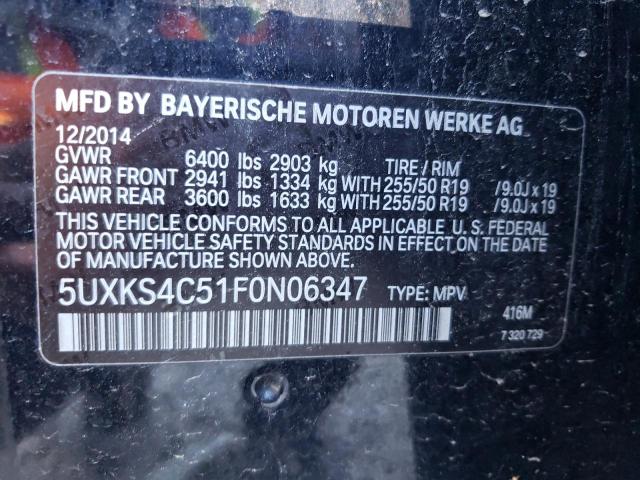 MFD BY BAYERISCHE MOTOREN WERKE AG
12/2014
GVWR 6400 lbs 2903 kg TIRE / RIM
GAWR FRONT 2941 lbs 1334 kg WITH 255/50 R19 /9.0J x 19
GAWR REAR 3600 lbs 1633 kg WITH 255/50 R19 /9.0J x 19
THIS VEHICLE CONFORMS TO ALL APPLICABLE U. S. FEDERAL
MOTOR VEHICLE SAFETY STANDARDS IN EFFECT ON THE DATE
OF MANUFACTURE SHOWN ABOVE.
5UXKS4C51F0N06347 TYPE: MPV
416M
7 320 729